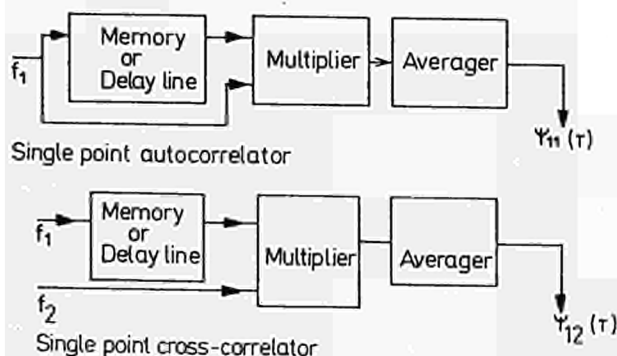 f₁
Memory
or
Delay line
Multiplier
Averager
Ψ₁₁(τ)
Single point autocorrelator
f₁
Memory
or
Delay line
f₂
Multiplier
Averager
Ψ₁₂(τ)
Single point cross-correlator